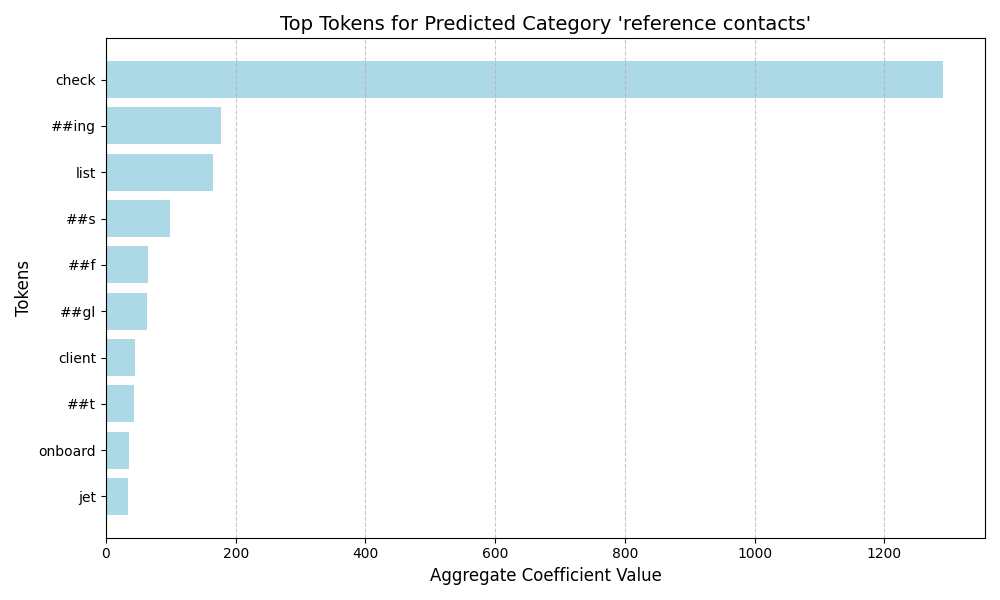 Top Tokens for Predicted Category 'reference contacts'
check
##ing
list
##s
##f
##gl
client
##t
onboard
jet
Tokens
0 200 400 600 800 1000 1200
Aggregate Coefficient Value